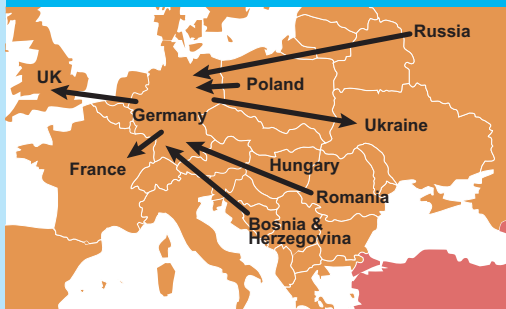 Russia
UK
Poland
Germany
Ukraine
France
Hungary
Romania
Bosnia &
Herzegovina